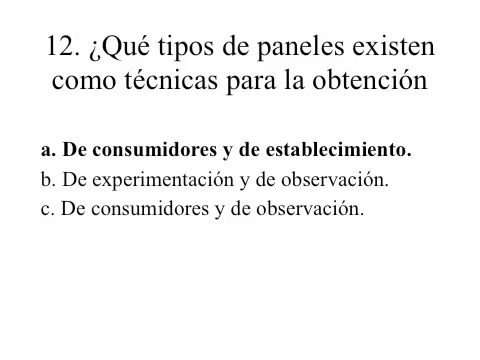 12. ¿Qué tipos de paneles existen
como técnicas para la obtención
a. De consumidores y de establecimiento.
b. De experimentación y de observación.
c. De consumidores y de observación.